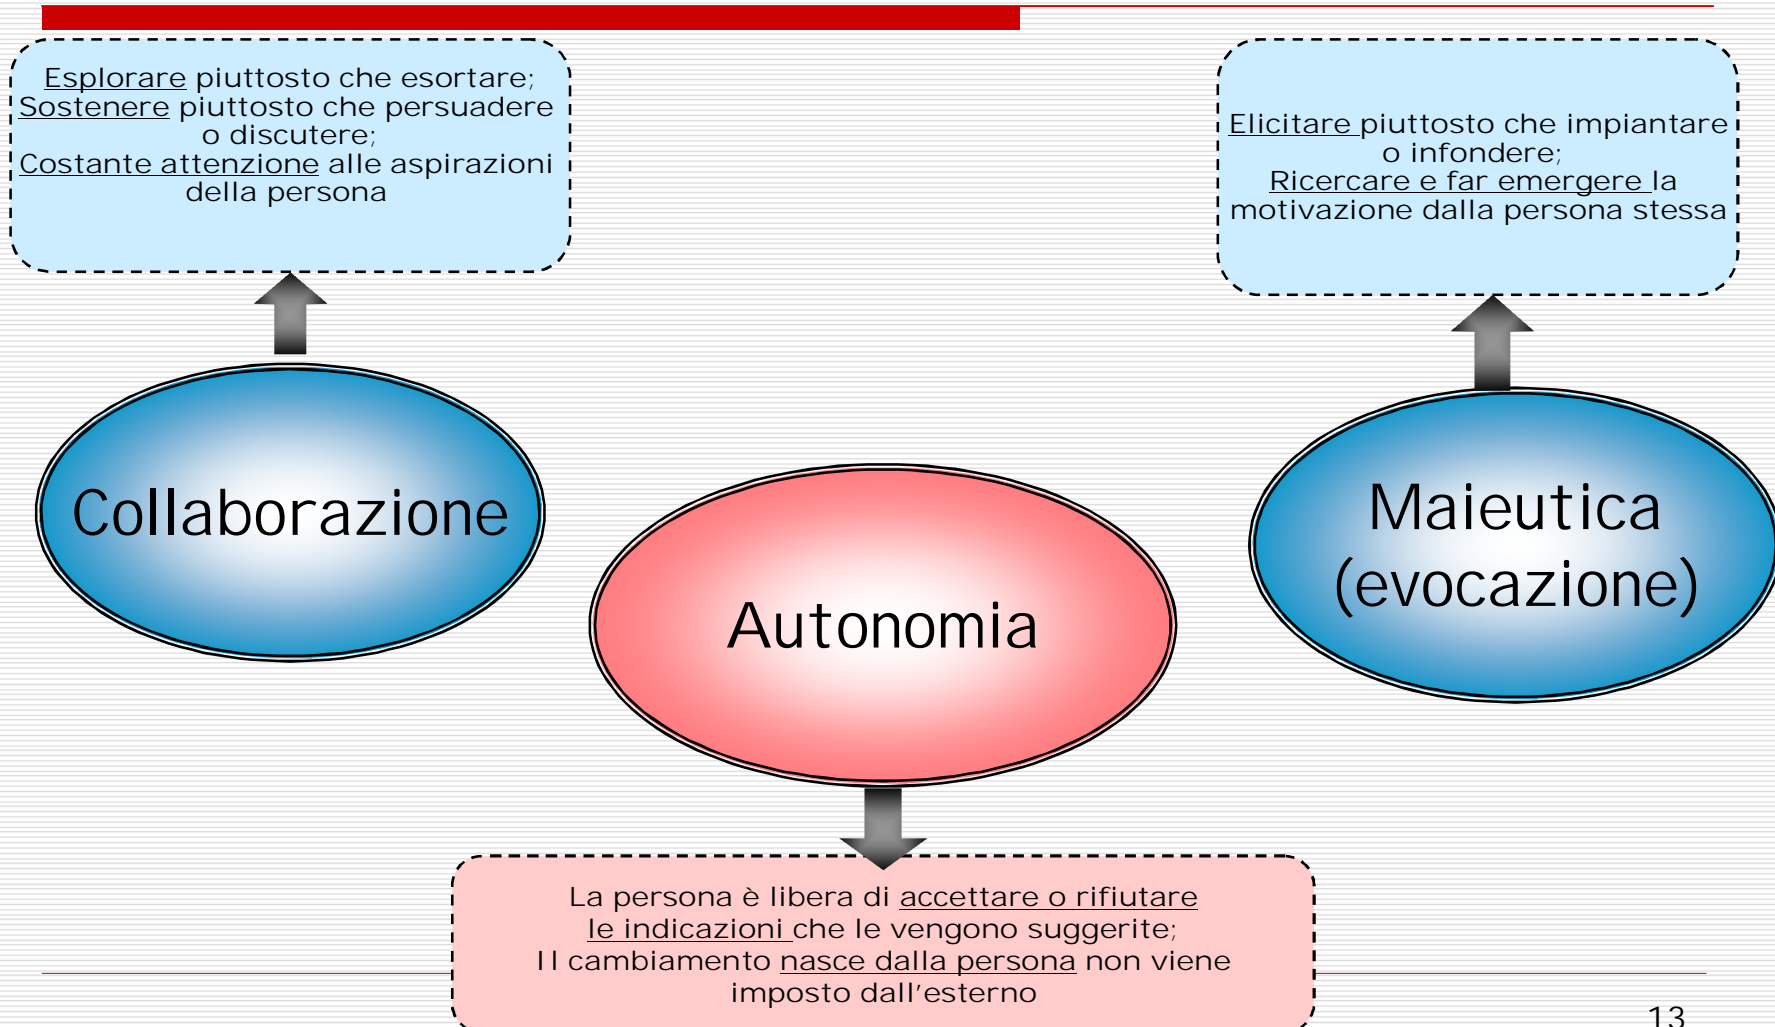 Esplorare piuttosto che esortare;
Sostenere piuttosto che persuadere
o discutere;
Costante attenzione alle aspirazioni
della persona
Elicitare piuttosto che impiantare
o infondere;
Ricercare e far emergere la
motivazione dalla persona stessa
Collaborazione
Maieutica
(evocazione)
Autonomia
La persona è libera di accettare o rifiutare
le indicazioni che le vengono suggerite;
Il cambiamento nasce dalla persona non viene
imposto dall'esterno
13